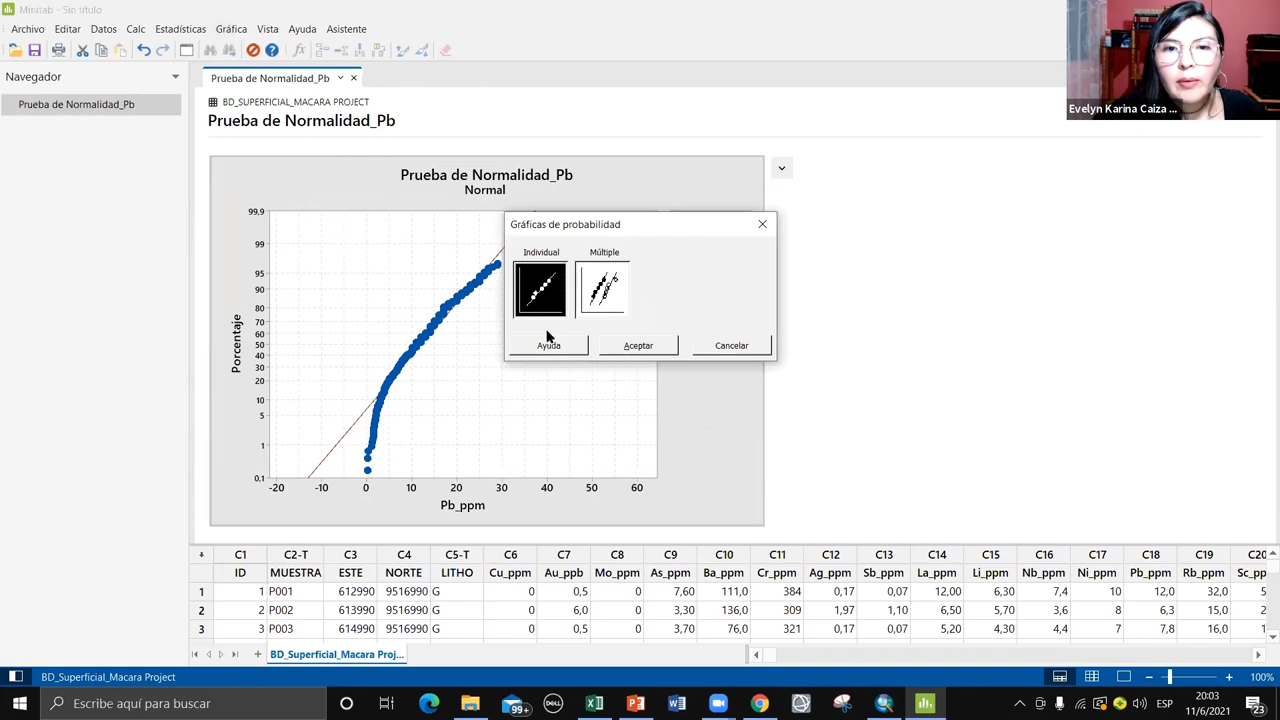 Minitab - Sin título
Archivo Editar Datos Calc Estadísticas Gráfica Vista Ayuda Asistente
Navegador
Prueba de Normalidad_Pb
Prueba de Normalidad_Pb
BD_SUPERFICIAL_MACARA PROJECT
Prueba de Normalidad_Pb
Evelyn Karina Caiza ...
Prueba de Normalidad_Pb
Normal
Gráficas de probabilidad
Individual Múltiple
Ayuda Aceptar Cancelar
Porcentaje
99,9
99
95
90
80
70
60
50
40
30
20
10
5
1
0,1
-20 -10 0 10 20 30 40 50 60
Pb_ppm
C1 C2-T C3 C4 C5-T C6 C7 C8 C9 C10 C11 C12 C13 C14 C15 C16 C17 C18 C19 C20
ID MUESTRA ESTE NORTE LITHO Cu_ppm Au_ppb Mo_ppm As_ppm Ba_ppm Cr_ppm Ag_ppm Sb_ppm La_ppm Li_ppm Nb_ppm Ni_ppm Pb_ppm Rb_ppm Sc_ppm
1 1 P001 612990 9516990 G 0 0,5 0 7,60 111,0 384 0,17 0,07 12,00 6,30 7,4 10 12,0 32,0 5
2 2 P002 613990 9516990 G 0 6,0 0 3,30 136,0 309 1,97 1,10 6,50 5,70 3,6 8 6,3 15,0 2
3 3 P003 614990 9516990 G 0 0,5 0 3,70 76,0 321 0,17 0,07 5,20 4,30 4,4 7 7,8 16,0 1
BD_Superficial_Macara Proj...
BD_Superficial_Macara Project
100%
Escribe aquí para buscar
99+
DELL
ESP
20:03
11/6/2021
23